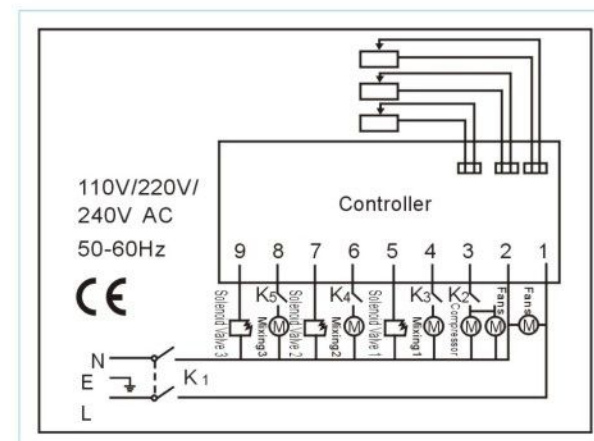 110V/220V/
240V AC
50-60Hz
CE
Controller
9 8 7 6 5 4 3 2 1
K5 K4 K3 K2
Solenoid Valve 3
Mixing3
Solenoid Valve 2
Mixing2
Solenoid Valve 1
Mixing1
Compressor
Fans
Fans
M M M M M M
N
E
L
K1